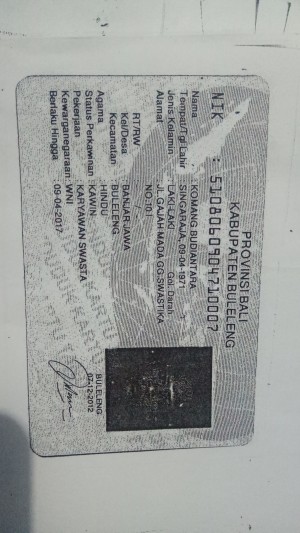 PROVINSI BALI
KABUPATEN BULELENG
NIK : 5108060904710007
Nama : KOMANG BUDIANTARA
Tempat/Tgl Lahir : SINGARAJA, 09-04-1971
Jenis Kelamin : LAKI-LAKI Gol. Darah :
Alamat : JL. GAJAH MADA GG-SWASTIKA
NO.101
RT/RW
Kel/Desa : BANJAR JAWA
Kecamatan : BULELENG
Agama : HINDU
Status Perkawinan : KAWIN
Pekerjaan : KARYAWAN SWASTA
Kewarganegaraan : WNI
Berlaku Hingga : 09-04-2017
BULELENG
07-12-2012